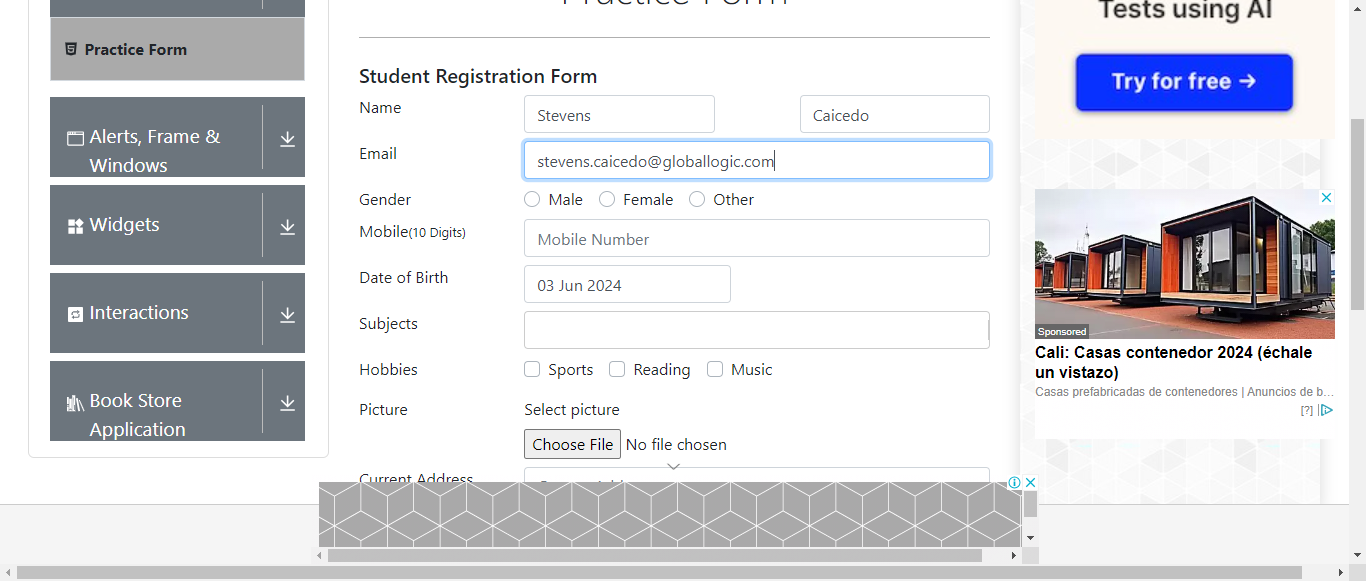 Practice Form
Practice Form
Alerts, Frame &
Windows
Widgets
Interactions
Book Store
Application
Student Registration Form
Name
Stevens
Caicedo
Email
stevens.caicedo@globallogic.com
Gender
Male
Female
Other
Mobile(10 Digits)
Mobile Number
Date of Birth
03 Jun 2024
Subjects
Hobbies
Sports
Reading
Music
Picture
Select picture
Choose File No file chosen
Current Address
Tests using AI
Try for free →
Sponsored
Cali: Casas contenedor 2024 (échale
un vistazo)
Casas prefabricadas de contenedores | Anuncios de b...
[?]